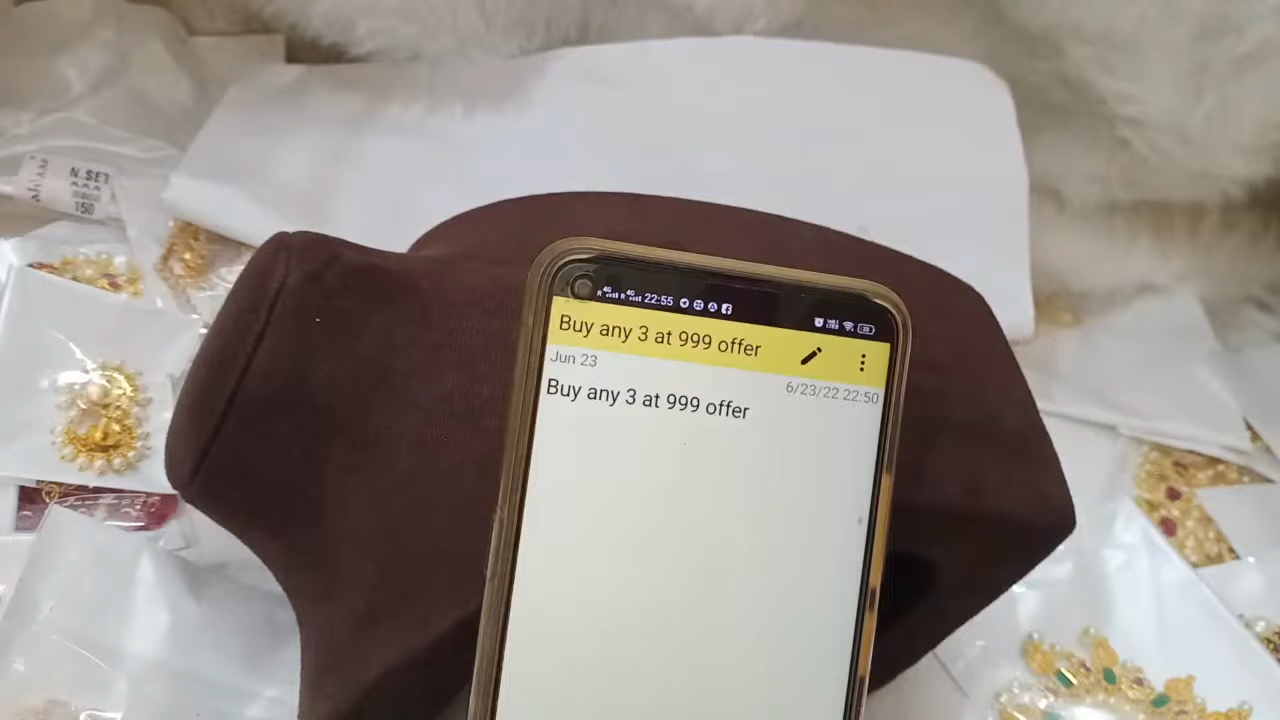 N.SET
AAA
150
22:55
Buy any 3 at 999 offer
Jun 23
6/23/22 22:50
Buy any 3 at 999 offer